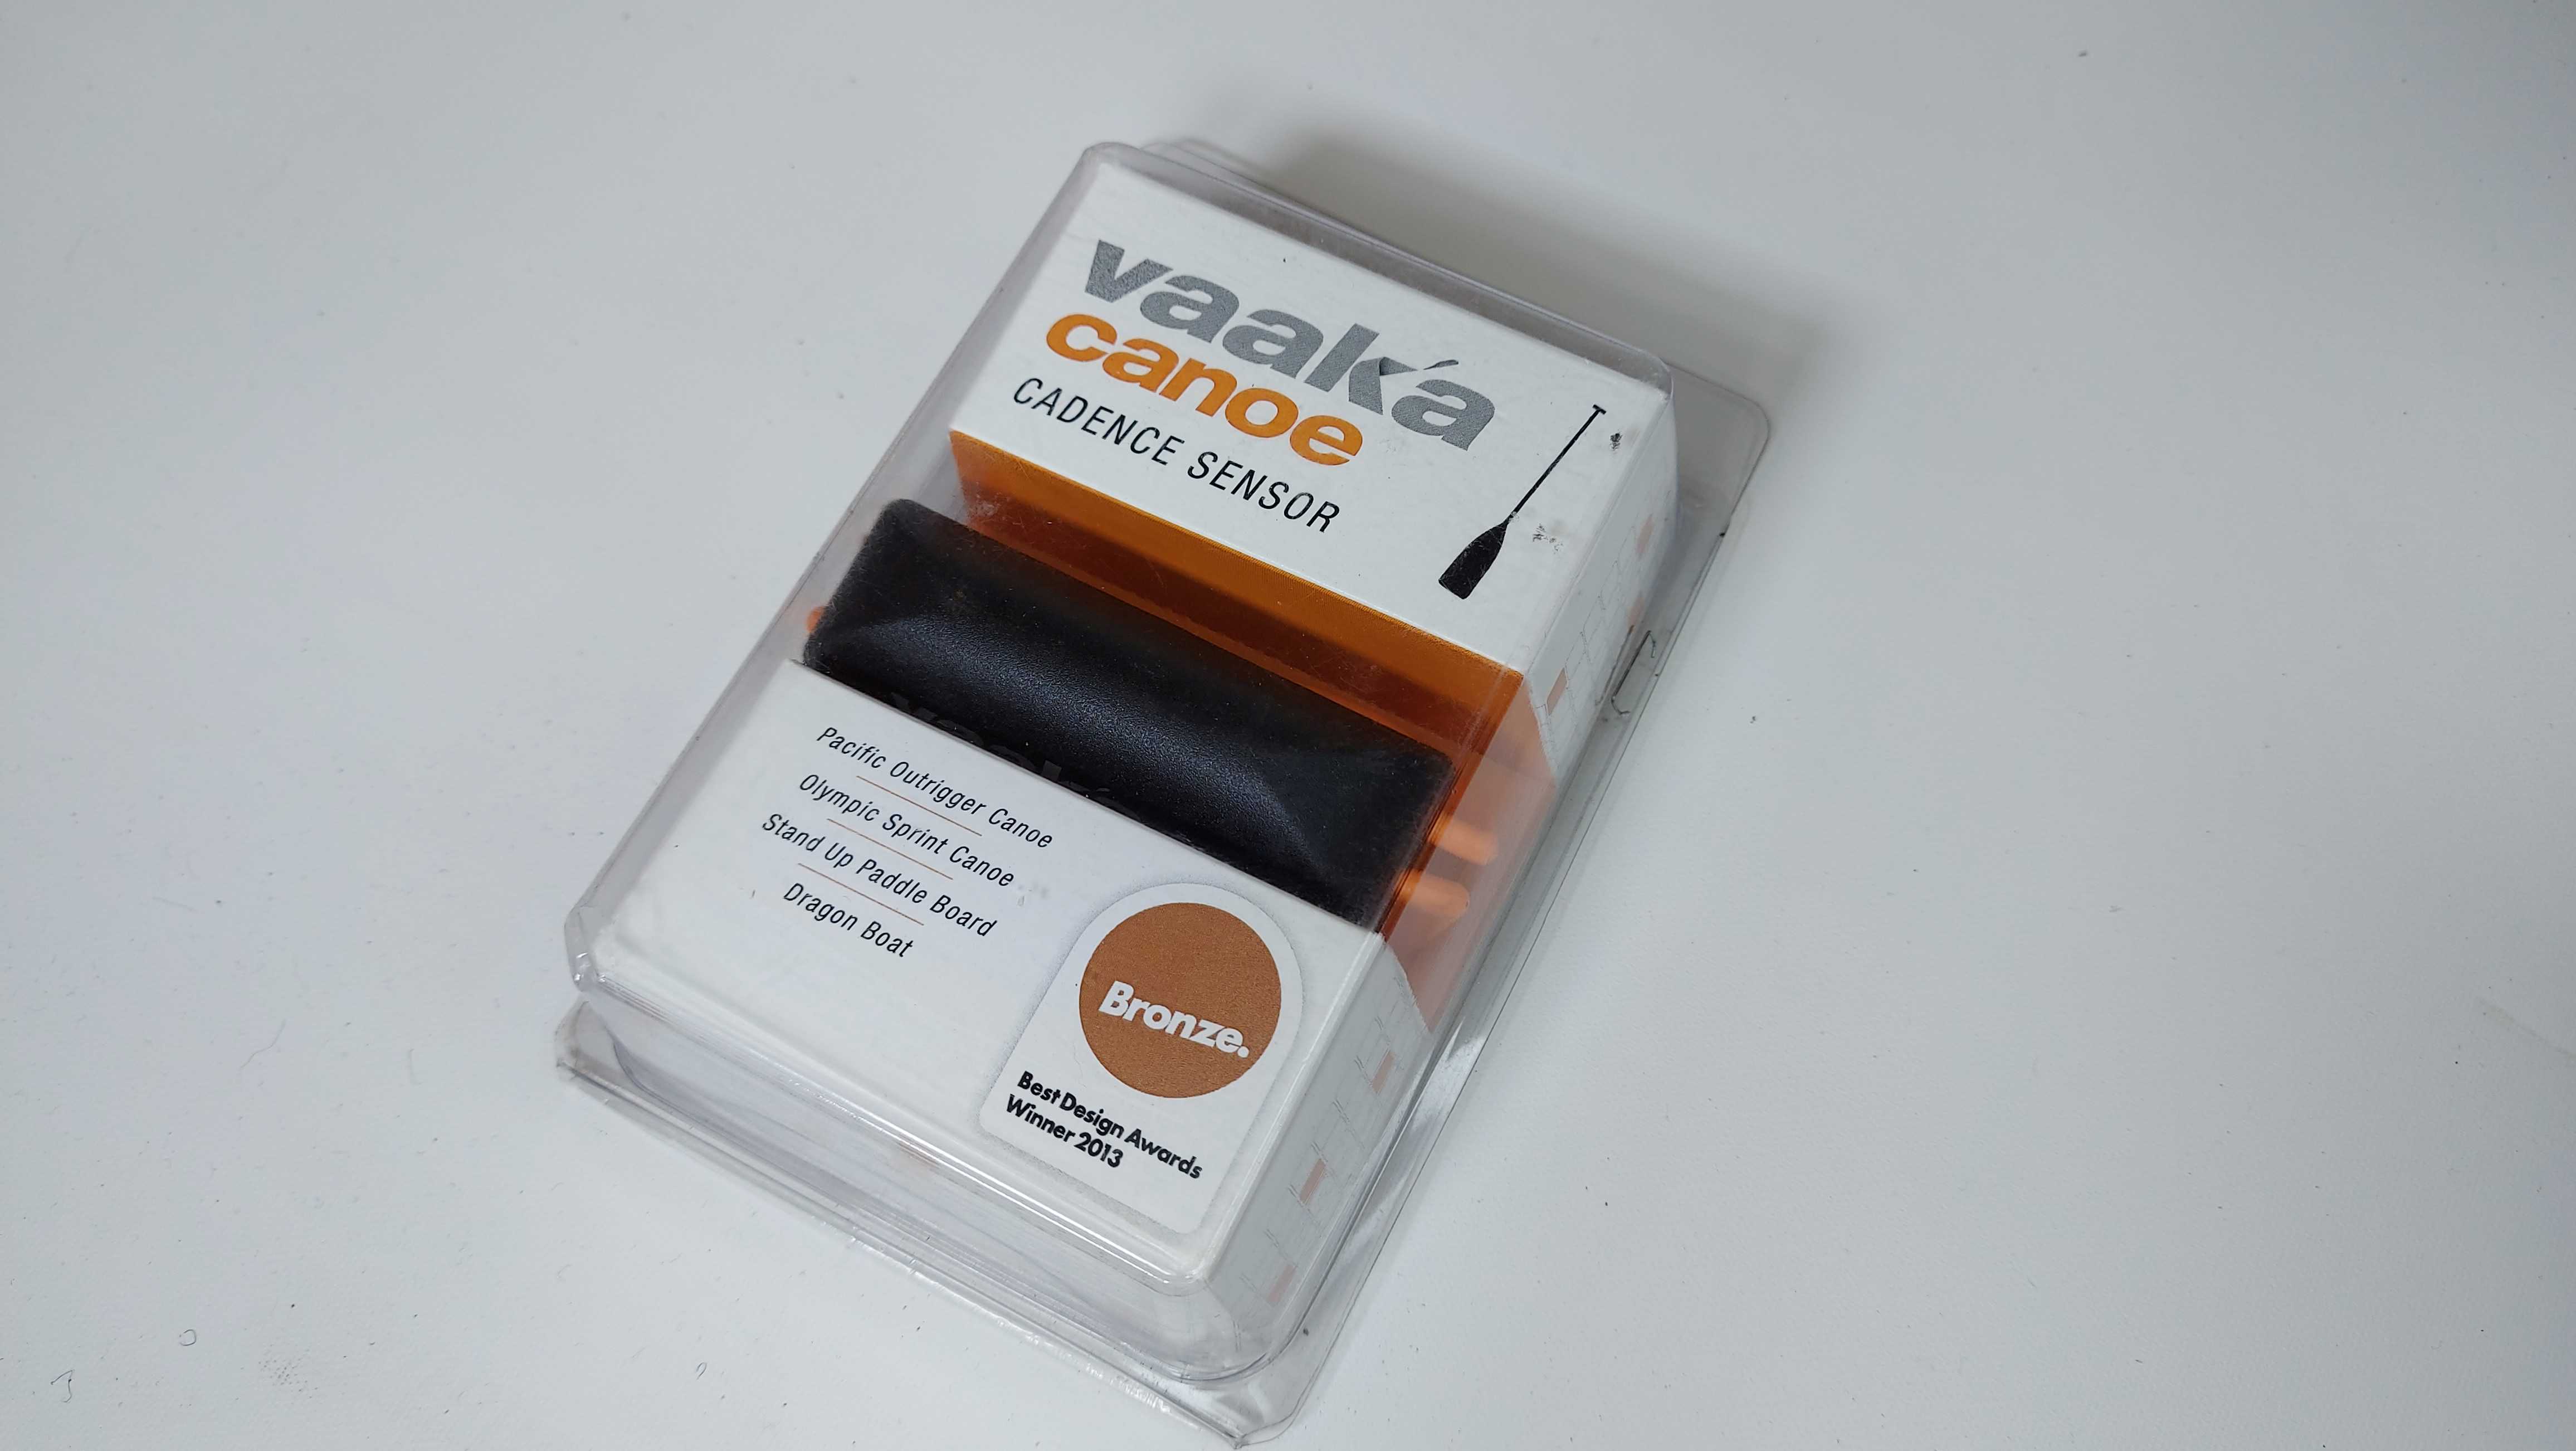 vaaka
canoe
CADENCE SENSOR
Pacific Outrigger Canoe
Olympic Sprint Canoe
Stand Up Paddle Board
Dragon Boat
Bronze.
Best Design Awards
Winner 2013